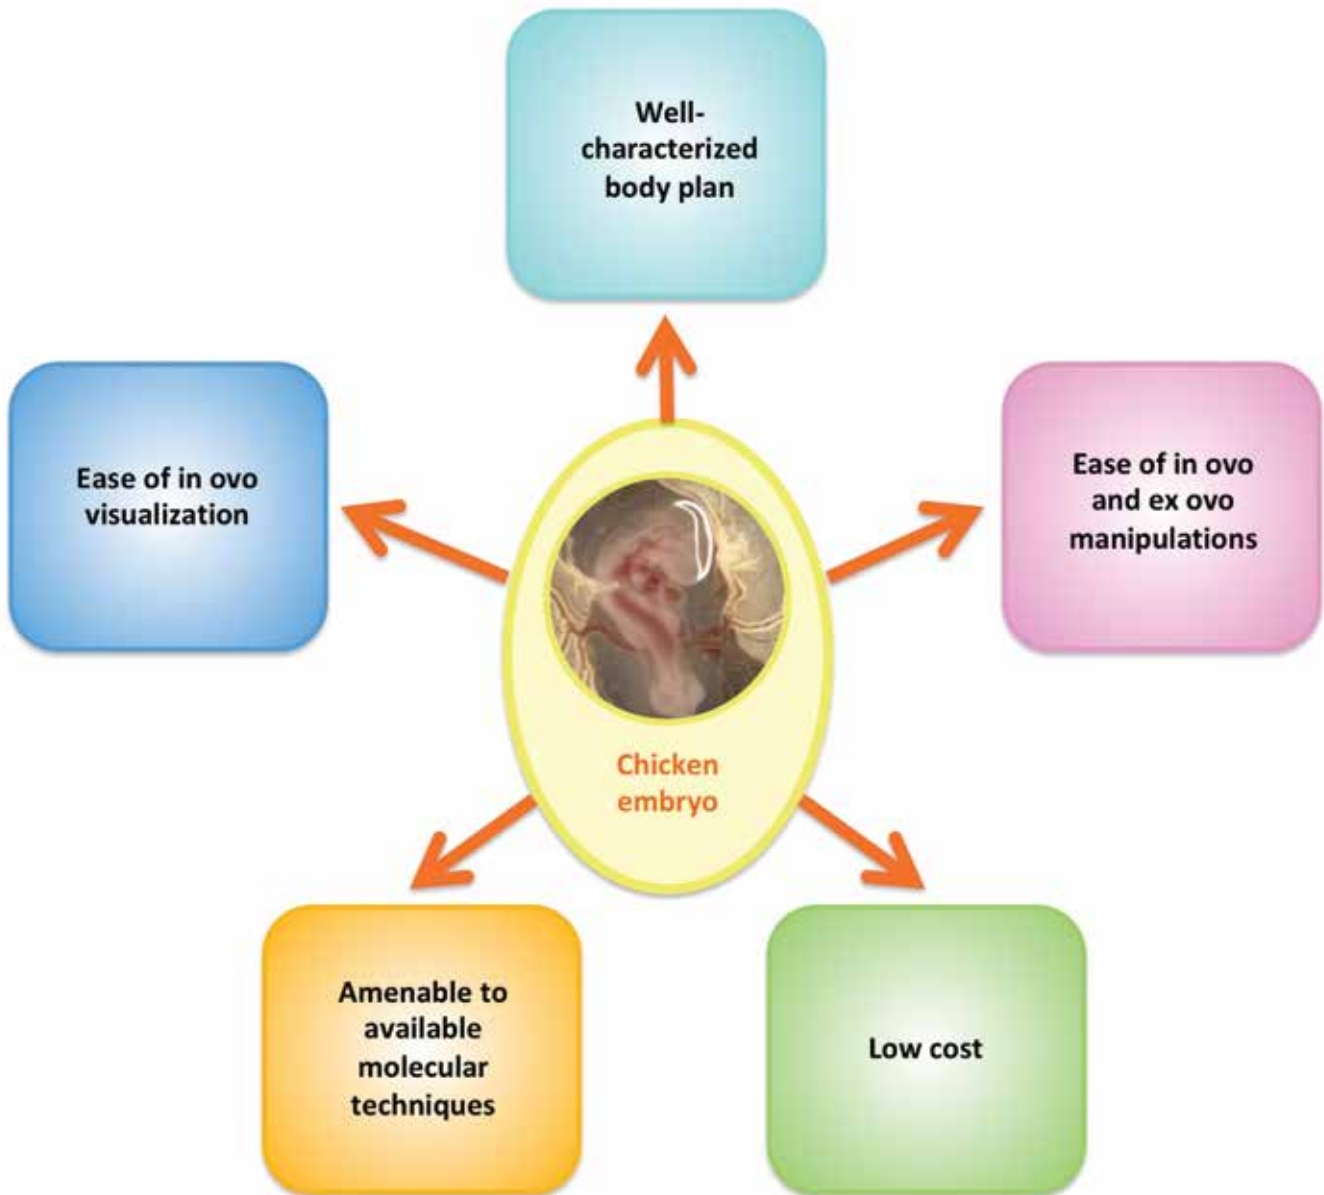 Well-
characterized
body plan
Ease of in ovo
visualization
Ease of in ovo
and ex ovo
manipulations
Chicken
embryo
Amenable to
available
molecular
techniques
Low cost